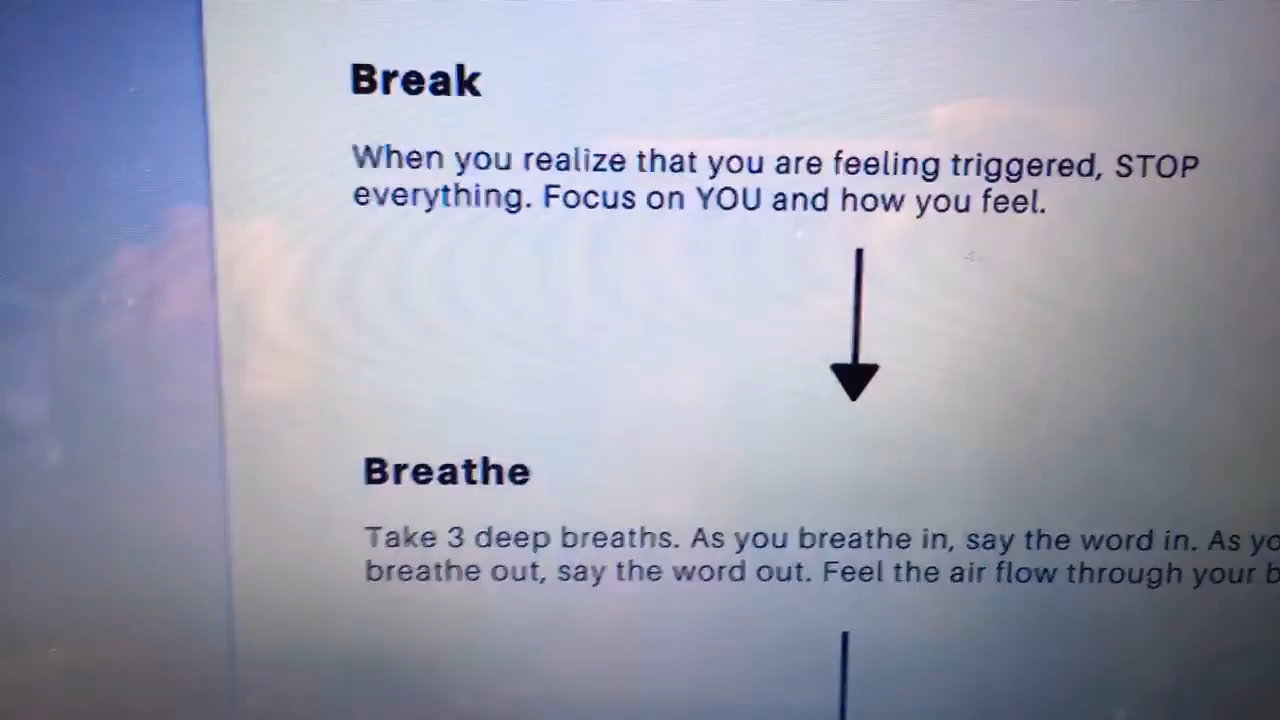 Break
When you realize that you are feeling triggered, STOP
everything. Focus on YOU and how you feel.
Breathe
Take 3 deep breaths. As you breathe in, say the word in. As
breathe out, say the word out. Feel the air flow through your